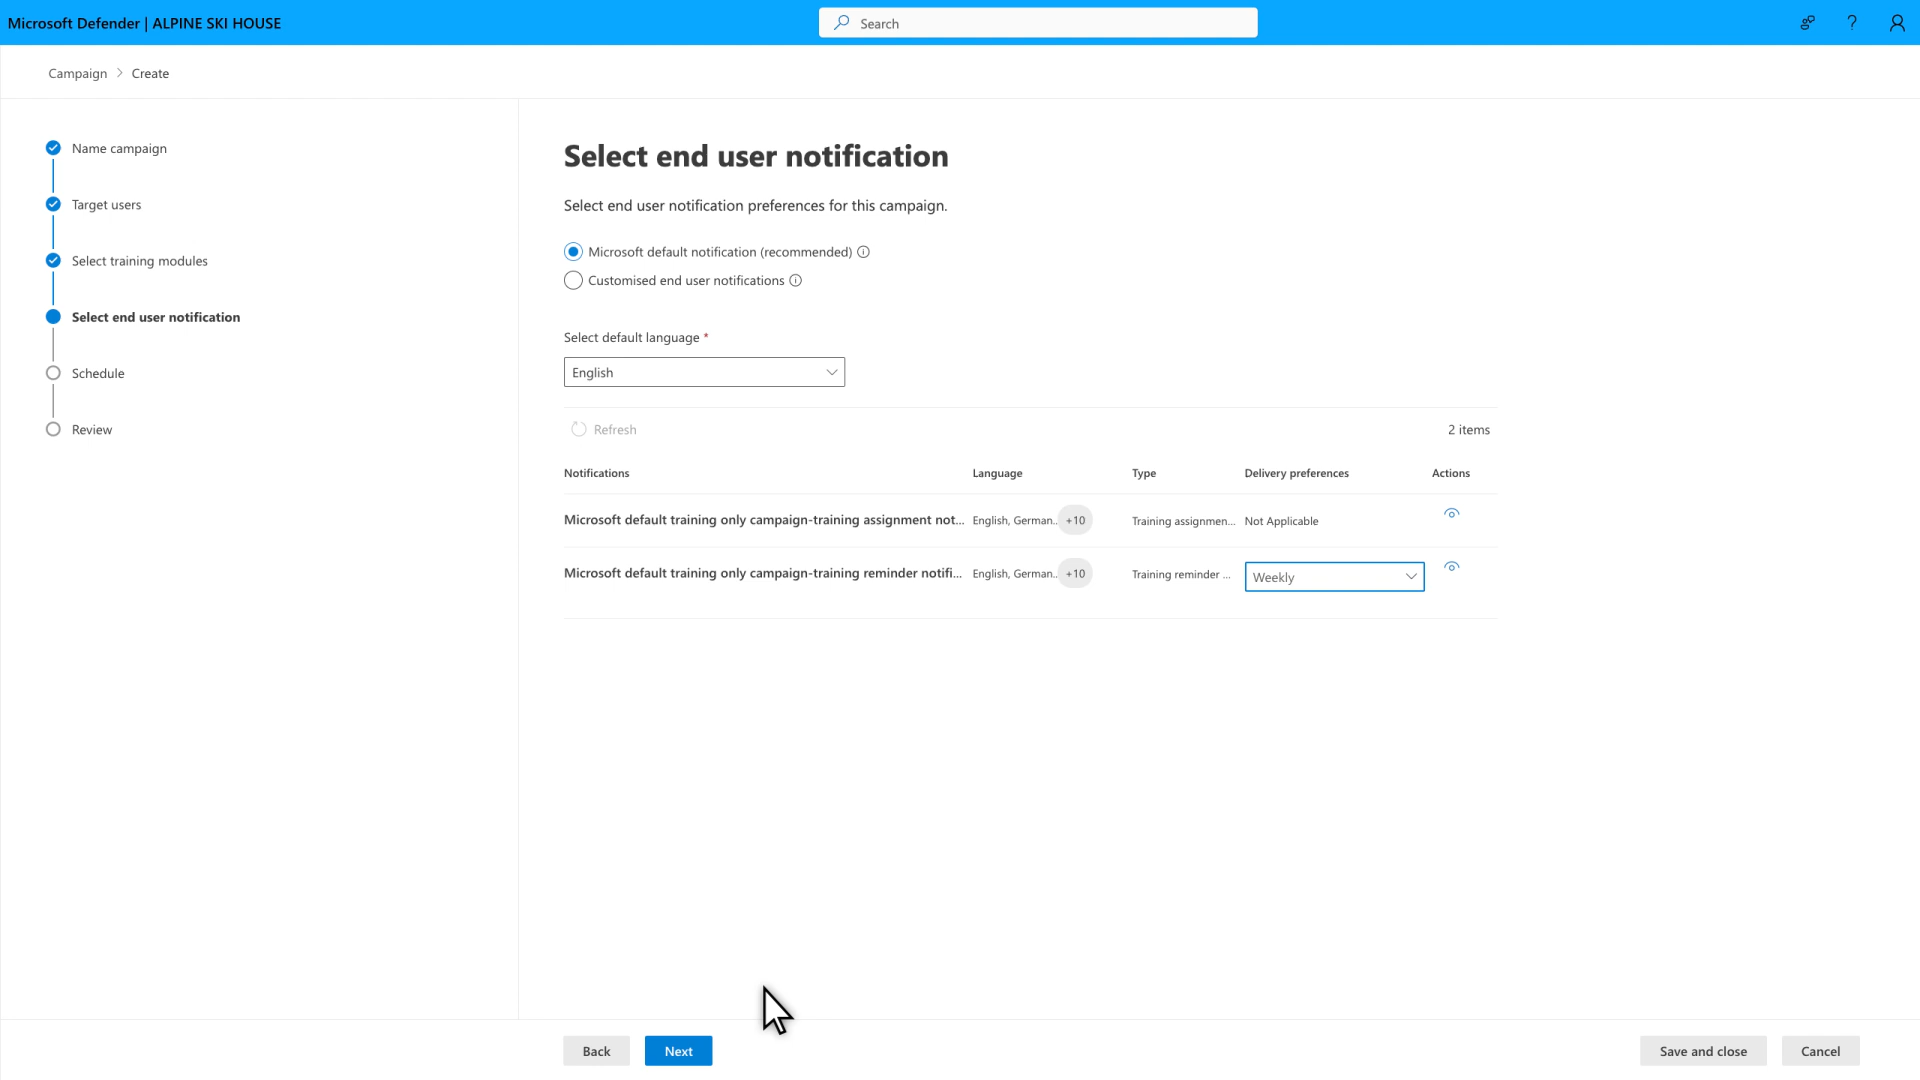 Microsoft Defender | ALPINE SKI HOUSE
Search
?
Campaign > Create
Name campaign
Target users
Select training modules
Select end user notification
Schedule
Review
Select end user notification
Select end user notification preferences for this campaign.
Microsoft default notification (recommended)
Customised end user notifications
Select default language *
English
Refresh
2 items
Notifications Language Type Delivery preferences Actions
Microsoft default training only campaign-training assignment not... English, German.. +10 Training assignmen... Not Applicable
Microsoft default training only campaign-training reminder notifi... English, German.. +10 Training reminder ... Weekly
Back Next Save and close Cancel